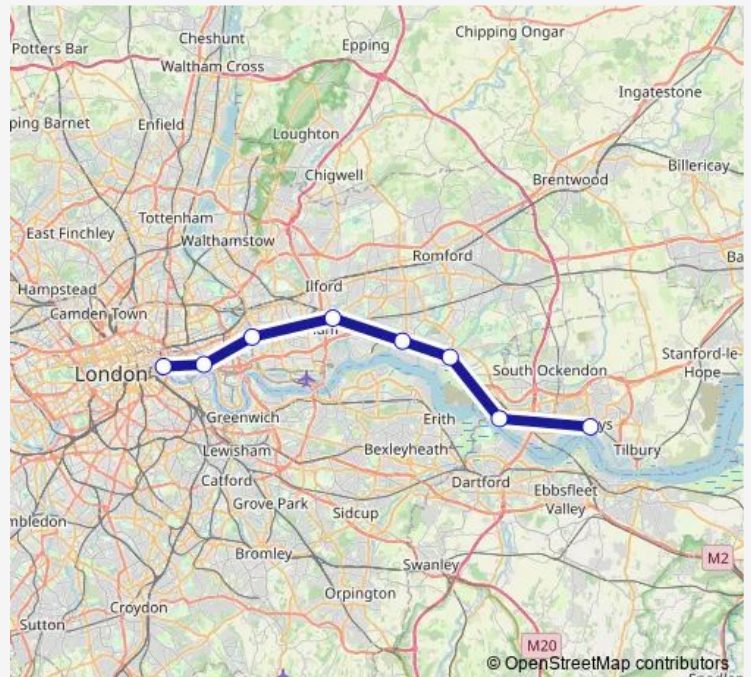 Cheshunt
Epping
Chipping Ongar
Potters Bar
Waltham Cross
Ingatestone
ping Barnet
Enfield
Loughton
Billericay
Chigwell
Brentwood
Tottenham
East Finchley
Walthamstow
Romford
Ba
Hampstead
Ilford
Camden Town
London
South Ockendon
Stanford-le-
Hope
Greenwich
Erith
ys
Lewisham
Bexleyheath
Tilbury
Catford
Dartford
Grove Park
Sidcup
Ebbsfleet
Valley
mbledon
Bromley
Swanley
M2
Orpington
Croydon
Sutton
M20
© OpenStreetMap contributors